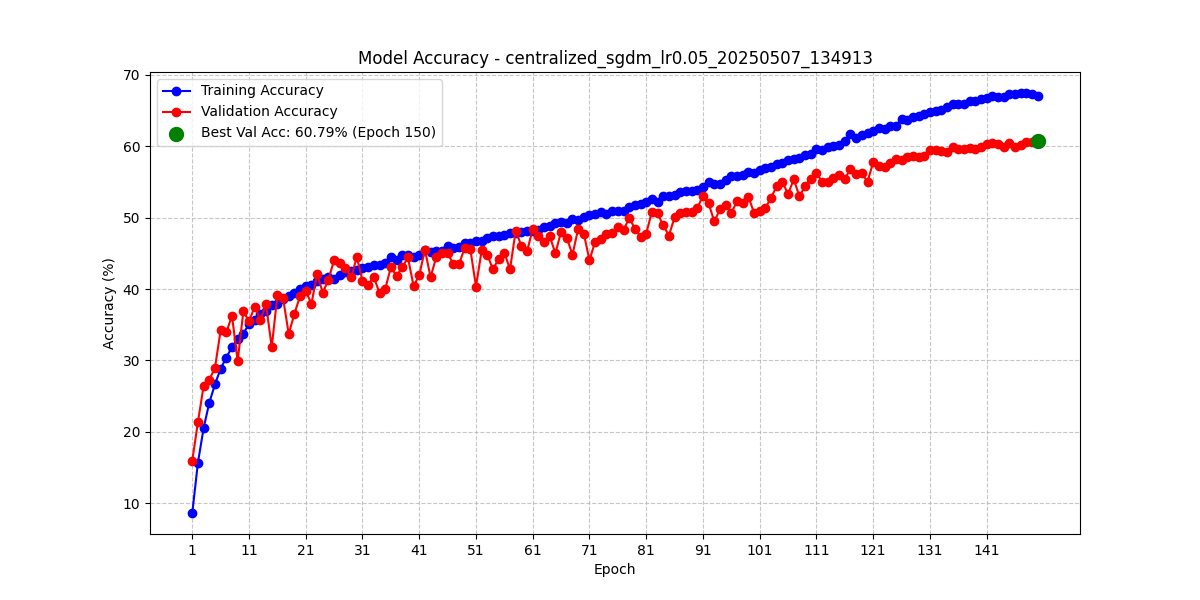 Model Accuracy - centralized_sgdm_lr0.05_20250507_134913
Training Accuracy
Validation Accuracy
Best Val Acc: 60.79% (Epoch 150)
Accuracy (%)
70
60
50
40
30
20
10
1 11 21 31 41 51 61 71 81 91 101 111 121 131 141
Epoch